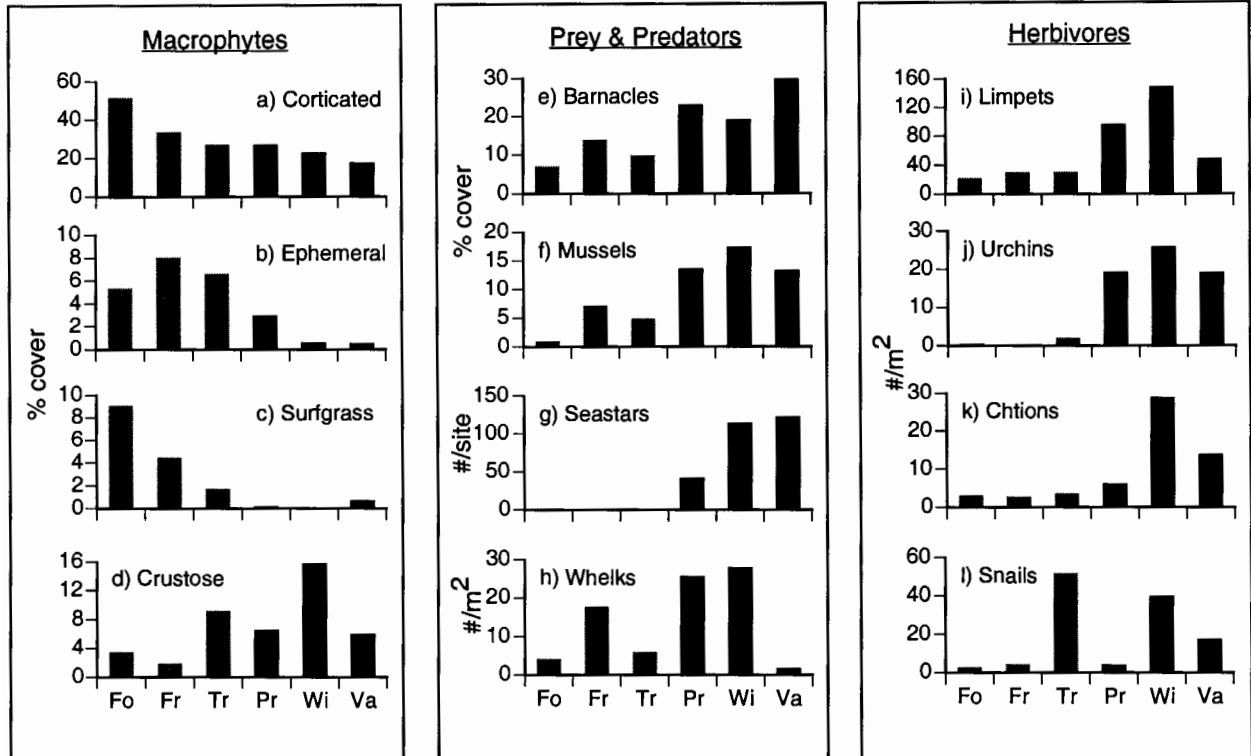 Macrophytes
% cover
a) Corticated
60
40
20
0
b) Ephemeral
10
8
6
4
2
0
c) Surfgrass
10
8
6
4
2
0
d) Crustose
16
12
8
4
0
Fo Fr Tr Pr Wi Va
Prey & Predators
% cover
e) Barnacles
30
20
10
0
f) Mussels
20
15
10
5
0
#/site
g) Seastars
150
100
50
0
#/m²
h) Whelks
30
20
10
0
Fo Fr Tr Pr Wi Va
Herbivores
#/m²
i) Limpets
160
120
80
40
0
j) Urchins
30
20
10
0
k) Chtions
30
20
10
0
l) Snails
60
40
20
0
Fo Fr Tr Pr Wi Va